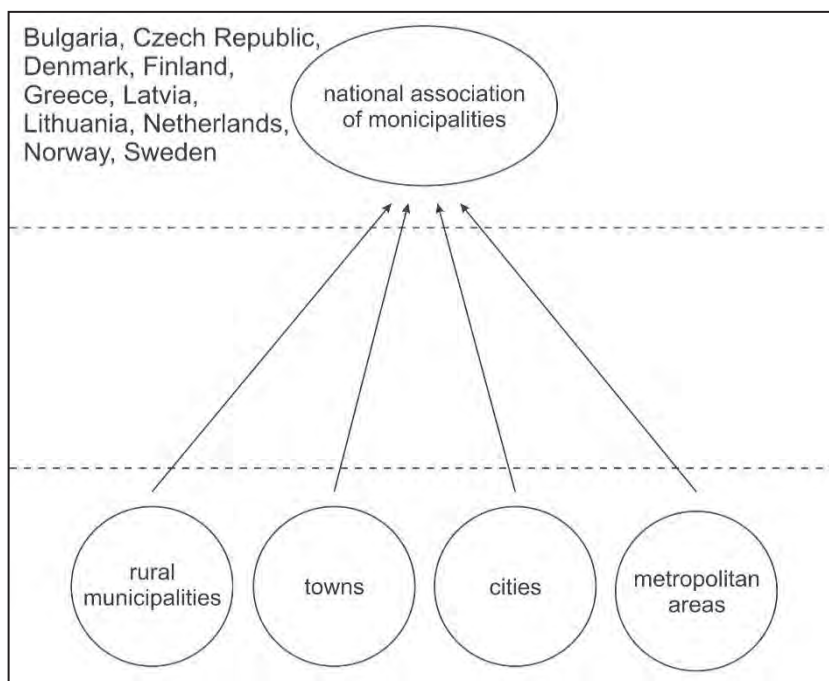 Bulgaria, Czech Republic,
Denmark, Finland,
Greece, Latvia,
Lithuania, Netherlands,
Norway, Sweden
national association
of monicipalities
rural
municipalities
towns
cities
metropolitan
areas